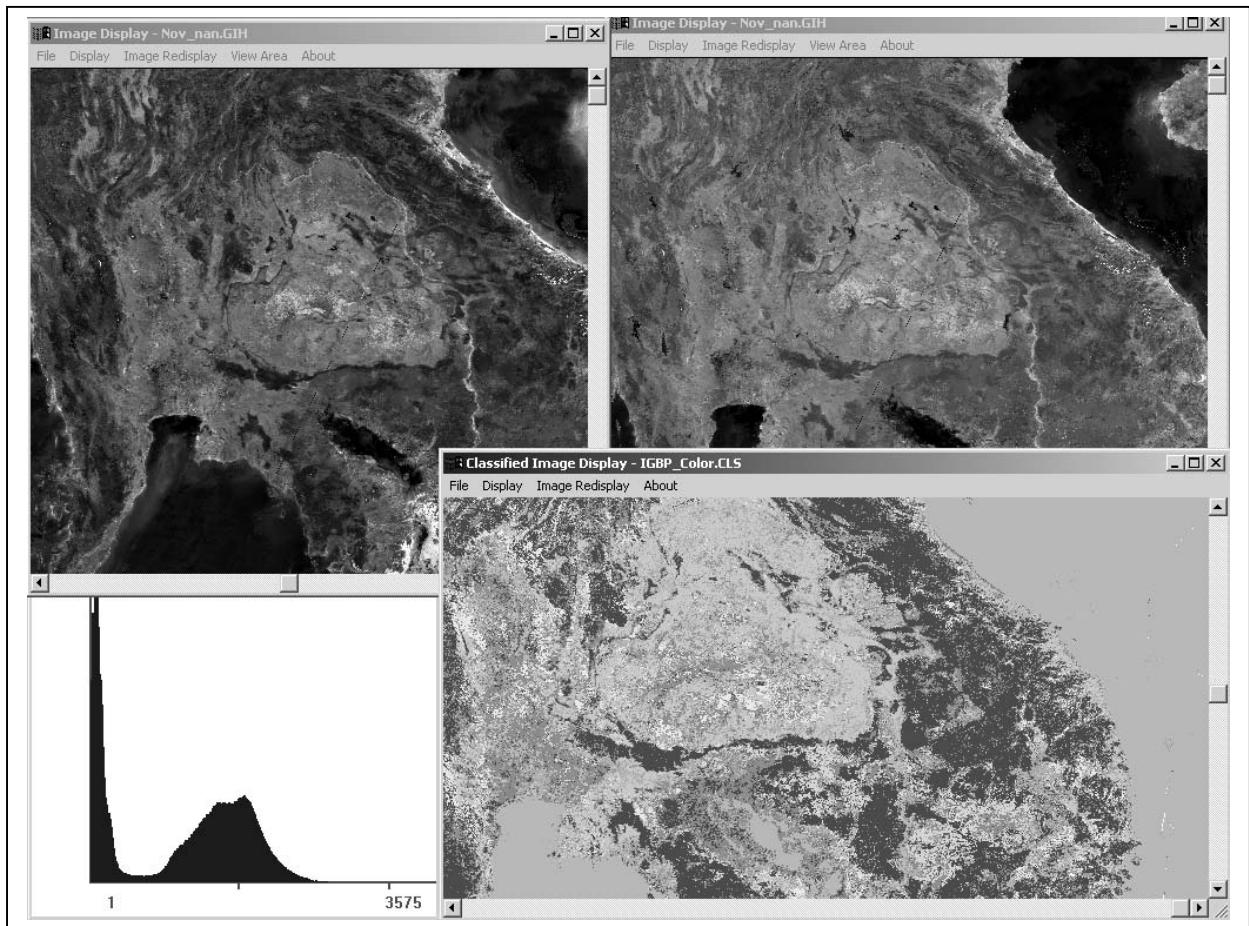 Image Display - Nov_nan.GIH
File Display Image Redisplay View Area About
Image Display - Nov_nan.GIH
File Display Image Redisplay View Area About
Classified Image Display - IGBP_Color.CLS
File Display Image Redisplay About
1 3575